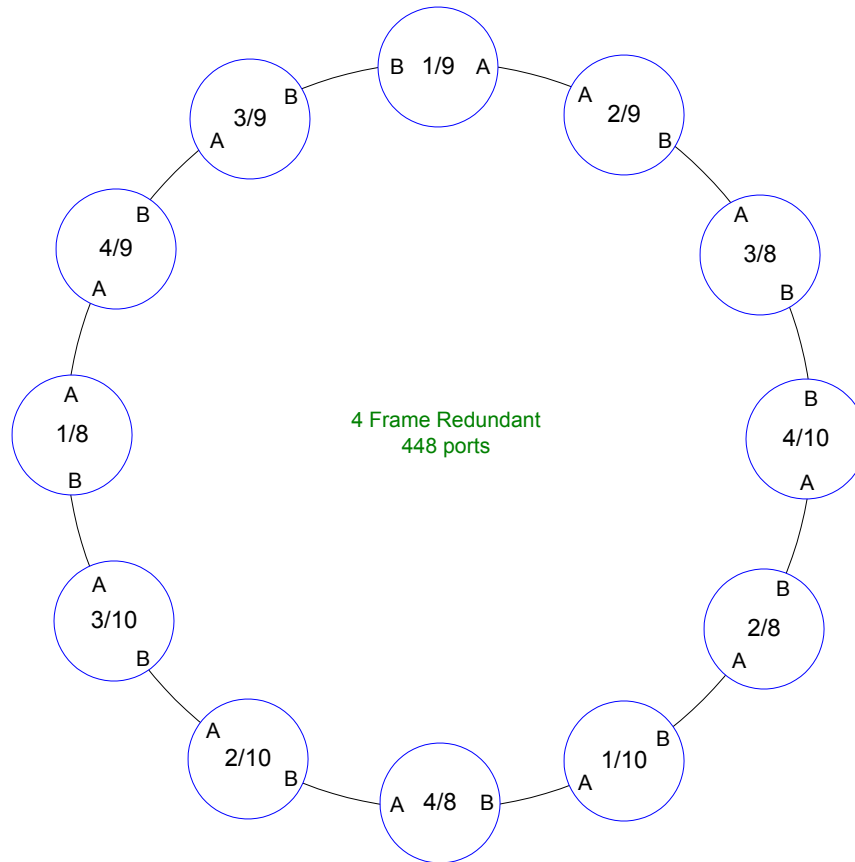 B 1/9 A
A 2/9 B
A 3/8 B
B 4/10 A
B 2/8 A
B 1/10 A
B 4/8 A
B 2/10 A
B 3/10 A
B 1/8 A
A 4/9 B
A 3/9 B
4 Frame Redundant
448 ports